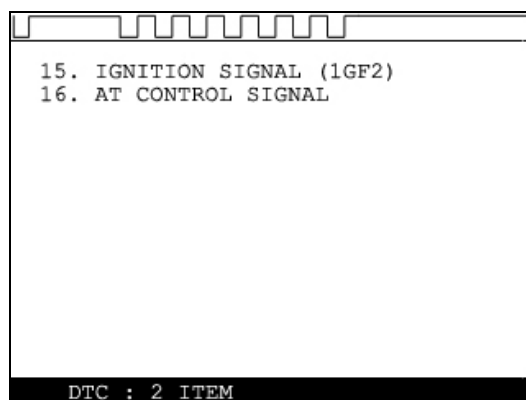 15. IGNITION SIGNAL (1GF2)
16. AT CONTROL SIGNAL
DTC : 2 ITEM